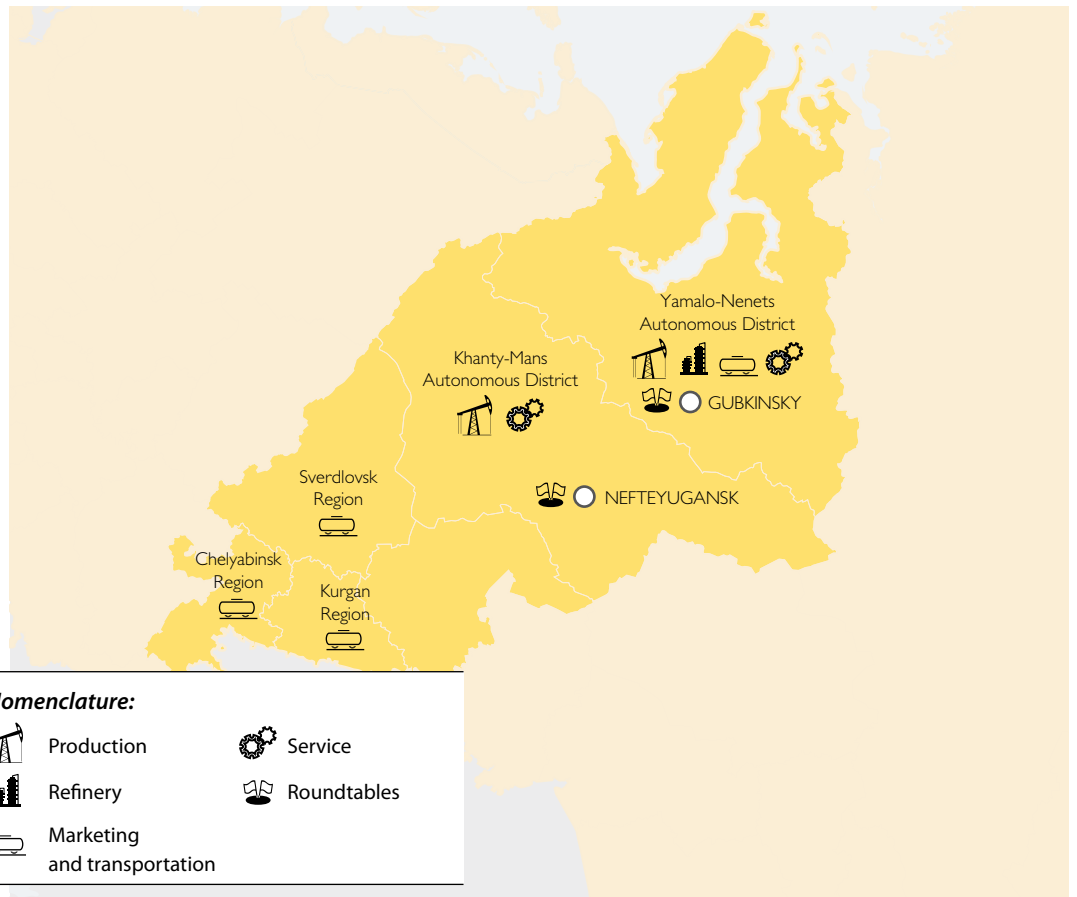 Yamalo-Nenets
Autonomous District
GUBKINSKY
Khanty-Mans
Autonomous District
NEFTEYUGANSK
Sverdlovsk
Region
Chelyabinsk
Region
Kurgan
Region
omenclature:
Production
Service
Refinery
Roundtables
Marketing
and transportation